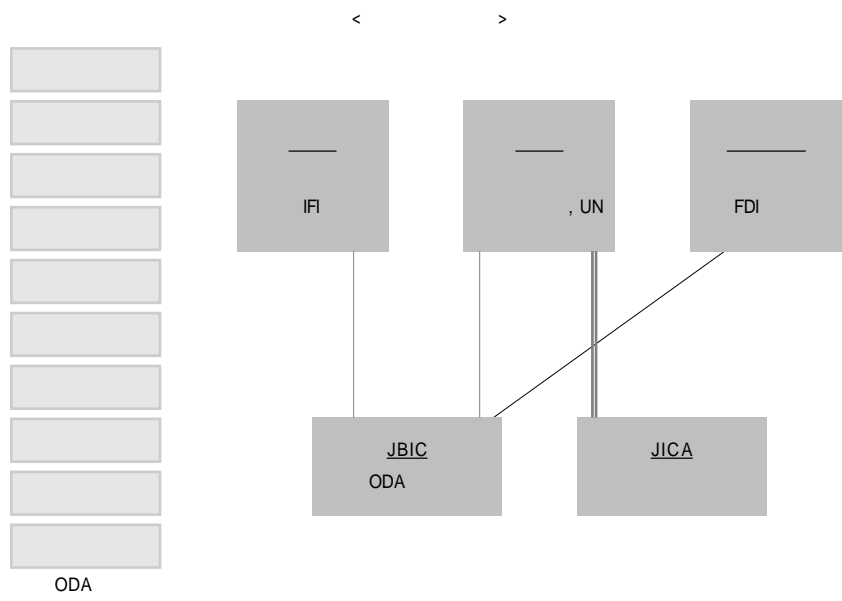 < >
IFI
, UN
FDI
JBIC
ODA
JICA
ODA